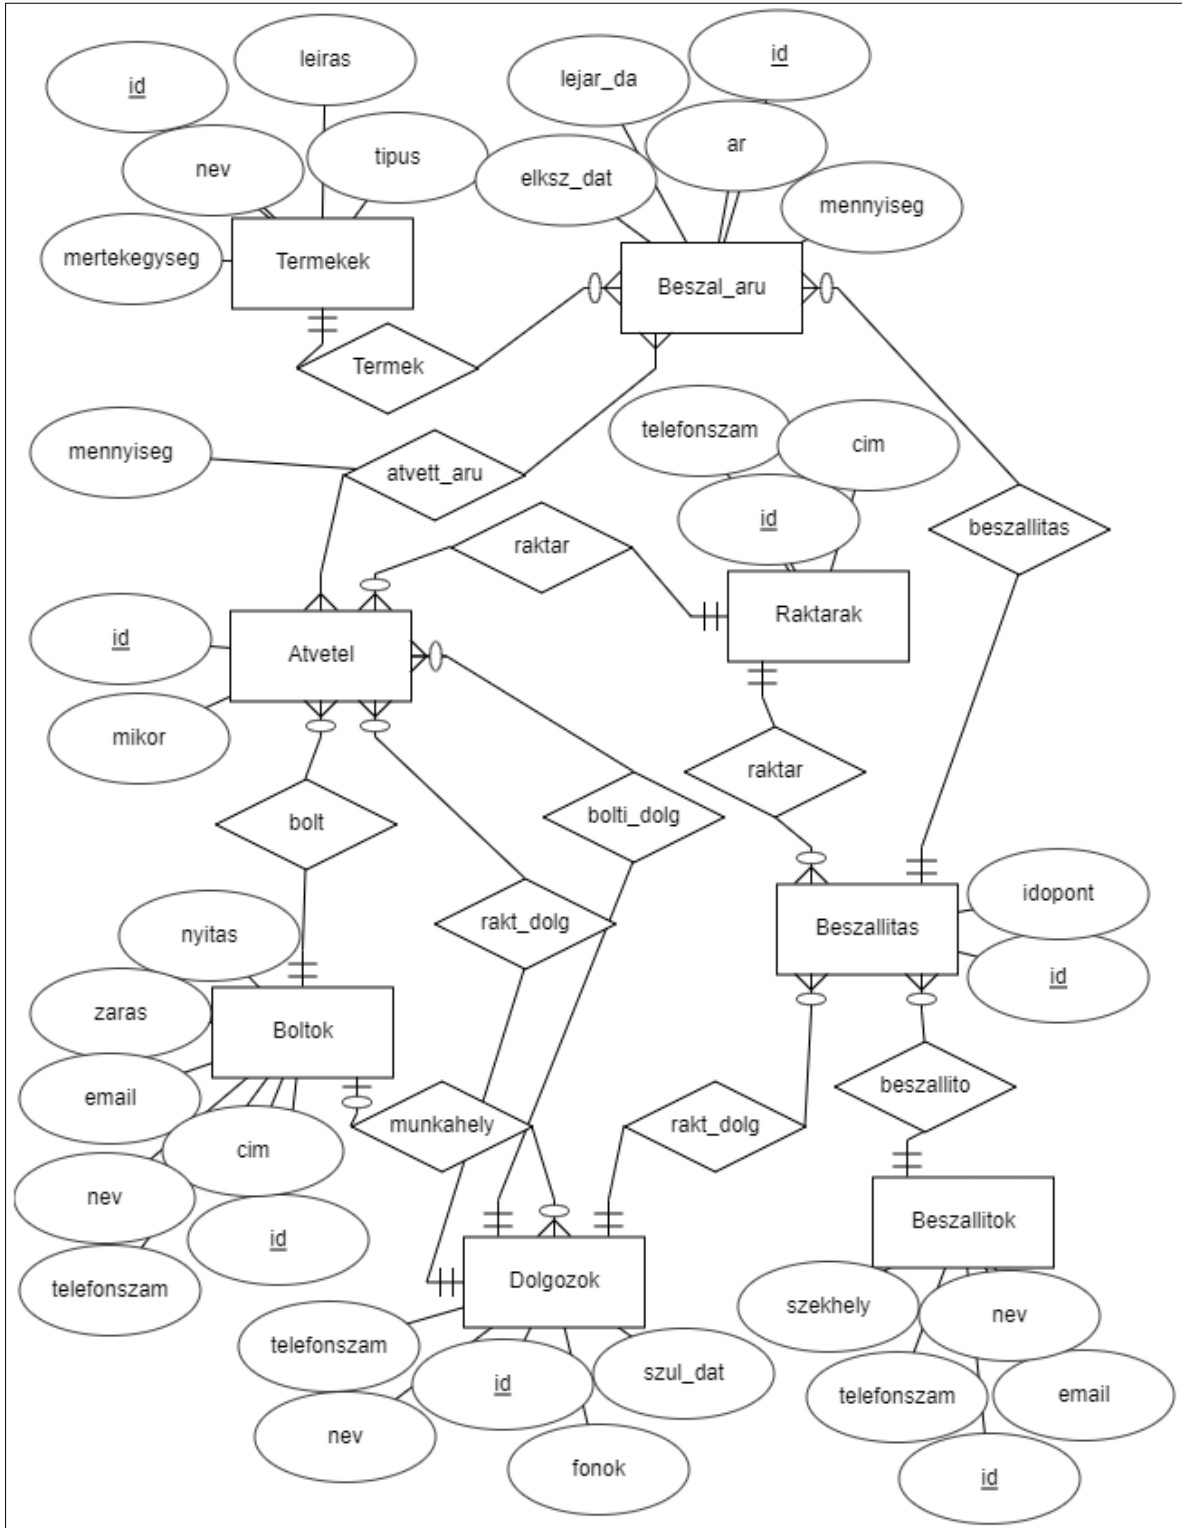 leiras
id
lejar_da
id
nev
tipus
elksz_dat
ar
mennyiseg
mertekegyseg
Termekek
Beszal_aru
Termek
mennyiseg
atvett_aru
telefonszam
cim
id
raktar
beszallitas
id
Atvetel
Raktarak
mikor
raktar
bolt
bolti_dolg
nyitas
rakt_dolg
Beszallitas
idopont
id
zaras
Boltok
email
munkahely
rakt_dolg
beszallito
cim
nev
id
telefonszam
Dolgozok
Beszallitok
szekhely
nev
telefonszam
id
szul_dat
telefonszam
email
nev
fonok
id